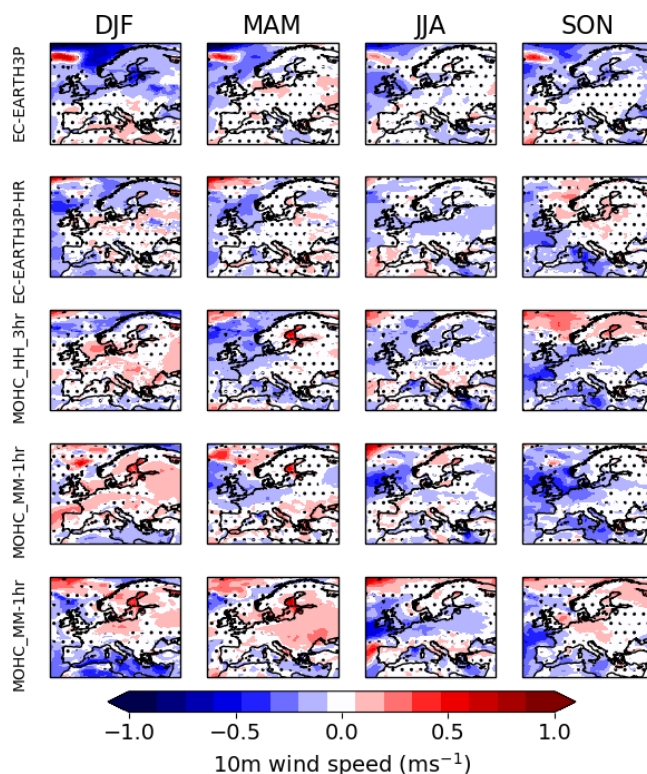 DJF MAM JJA SON
EC-EARTH3P
EC-EARTH3P-HR
MOHC_HH_3hr
MOHC_MM-1hr
MOHC_MM-1hr
−1.0 −0.5 0.0 0.5 1.0
10m wind speed (ms⁻¹)